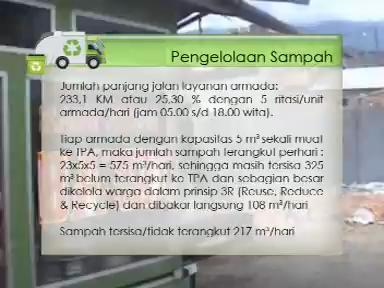 Pengelolaan Sampah
Jumlah panjang jalan layanan armada:
233,1 KM atau 25,30 % dengan 5 ritasi/unit
armada/hari (jam 05.00 s/d 18.00 wita).
Tiap armada dengan kapasitas 5 m³ sekali muat
ke TPA, maka jumlah sampah terangkut perhari :
23x5x5 = 575 m³/hari, sehingga masih tersisa 325
m³ belum terangkut ke TPA dan sebagian besar
dikelola warga dalam prinsip 3R (Reuse, Reduce
& Recycle) dan dibakar langsung 108 m³/hari
Sampah tersisa/tidak terangkut 217 m³/hari